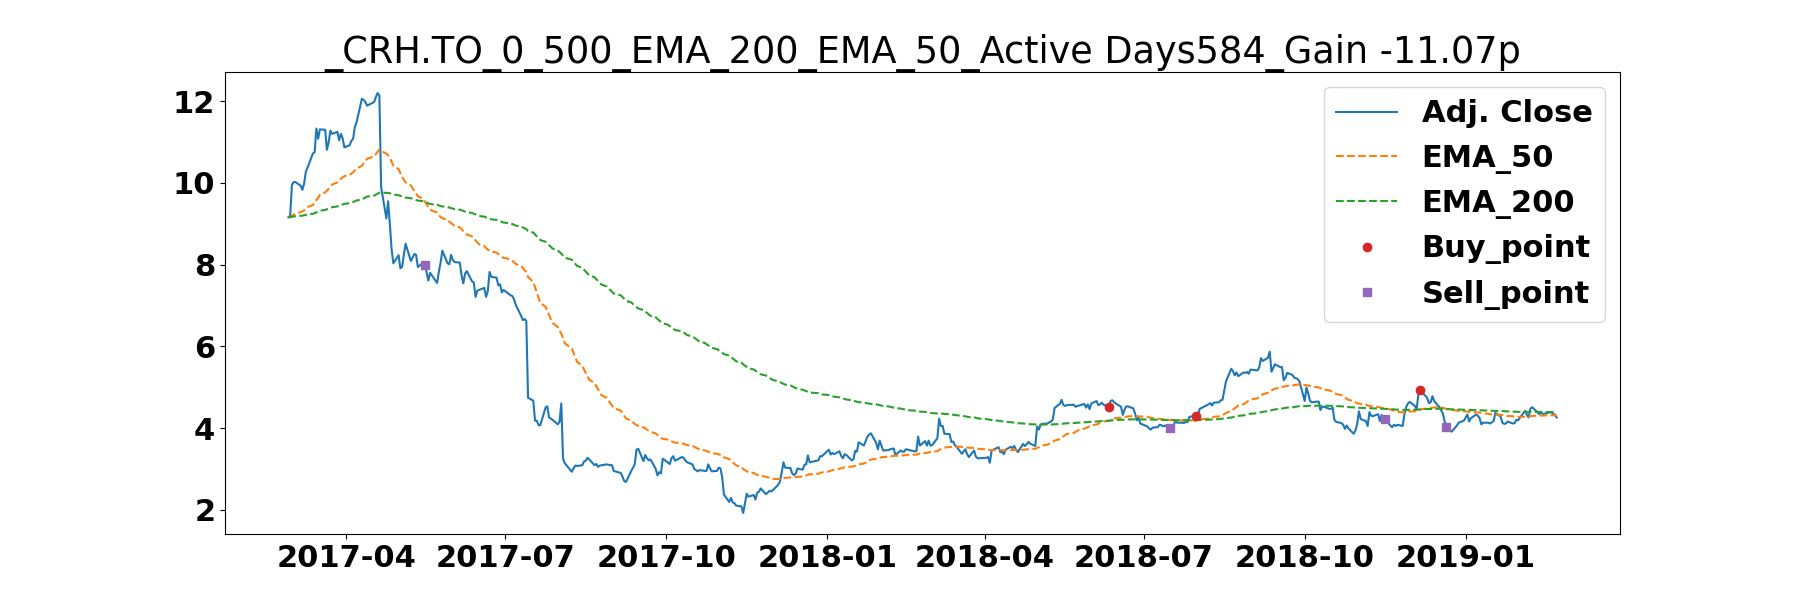 _CRH.TO_0_500_EMA_200_EMA_50_Active Days584_Gain -11.07p
12
10
8
6
4
2
Adj. Close
EMA_50
EMA_200
Buy_point
Sell_point
2017-04 2017-07 2017-10 2018-01 2018-04 2018-07 2018-10 2019-01